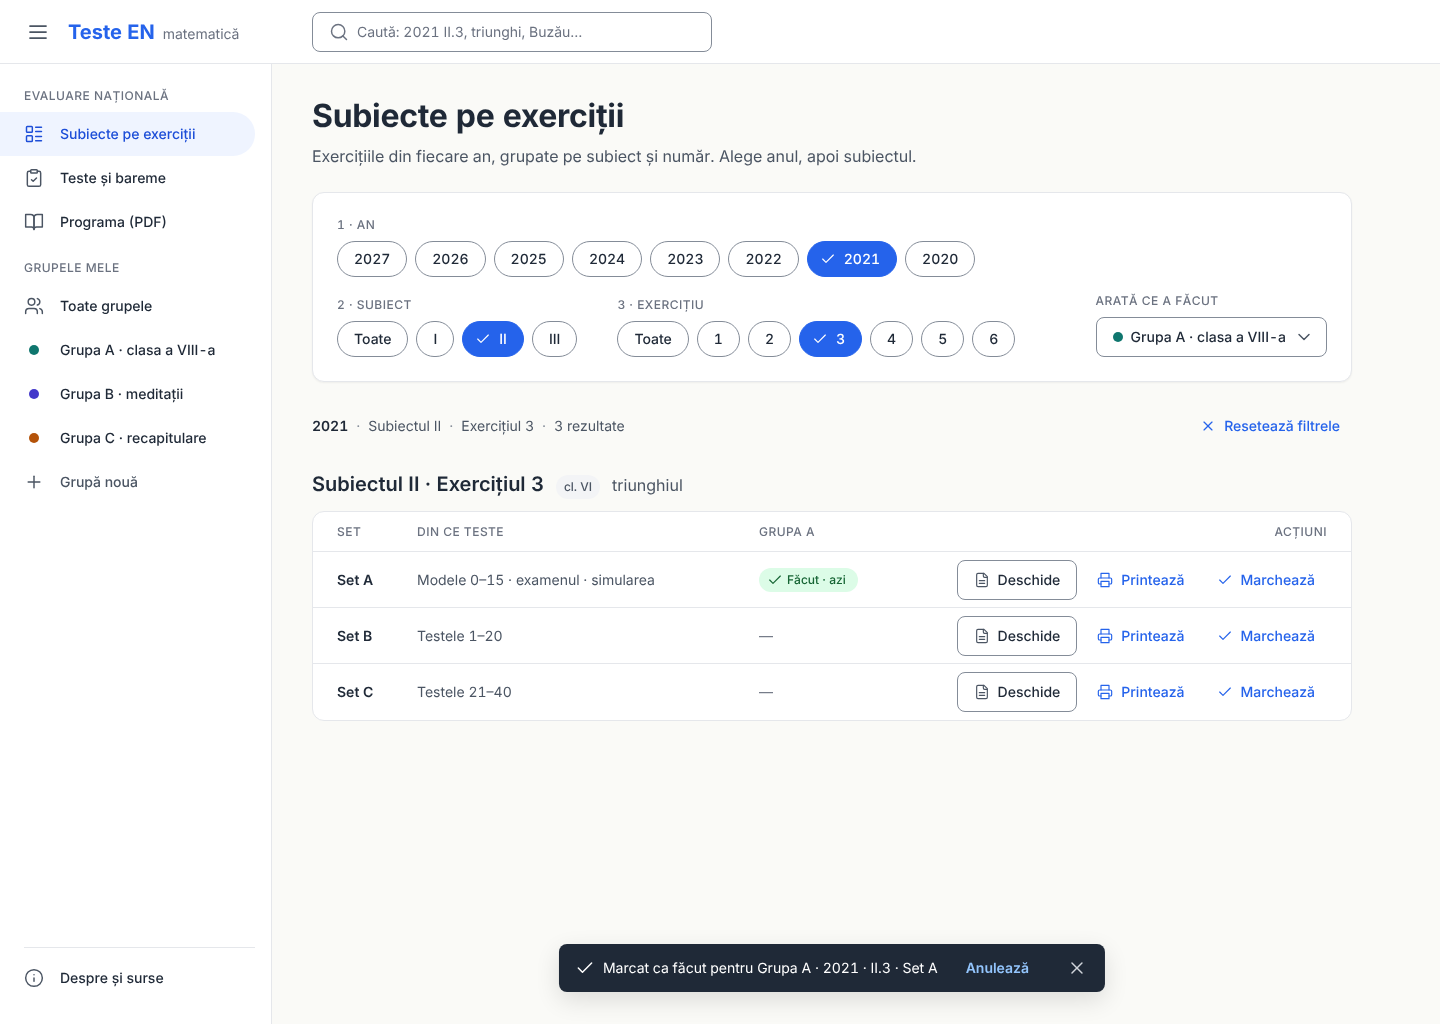 Teste EN matematică
Caută: 2021 II.3, triunghi, Buzău...
EVALUARE NAȚIONALĂ
Subiecte pe exerciții
Teste și bareme
Programa (PDF)
GRUPELE MELE
Toate grupele
Grupa A · clasa a VIII-a
Grupa B · meditații
Grupa C · recapitulare
Grupă nouă
Despre și surse
Subiecte pe exerciții
Exercițiile din fiecare an, grupate pe subiect și număr. Alege anul, apoi subiectul.
1 · AN
2027 2026 2025 2024 2023 2022 2021 2020
2 · SUBIECT
Toate I II III
3 · EXERCIȚIU
Toate 1 2 3 4 5 6
ARATĂ CE A FĂCUT
Grupa A · clasa a VIII-a
2021 · Subiectul II · Exercițiul 3 · 3 rezultate
Resetează filtrele
Subiectul II · Exercițiul 3 cl. VI triunghiul
SET DIN CE TESTE GRUPA A ACȚIUNI
Set A Modele 0–15 · examenul · simularea Făcut · azi Deschide Printează Marchează
Set B Testele 1–20 — Deschide Printează Marchează
Set C Testele 21–40 — Deschide Printează Marchează
Marcat ca făcut pentru Grupa A · 2021 · II.3 · Set A Anulează